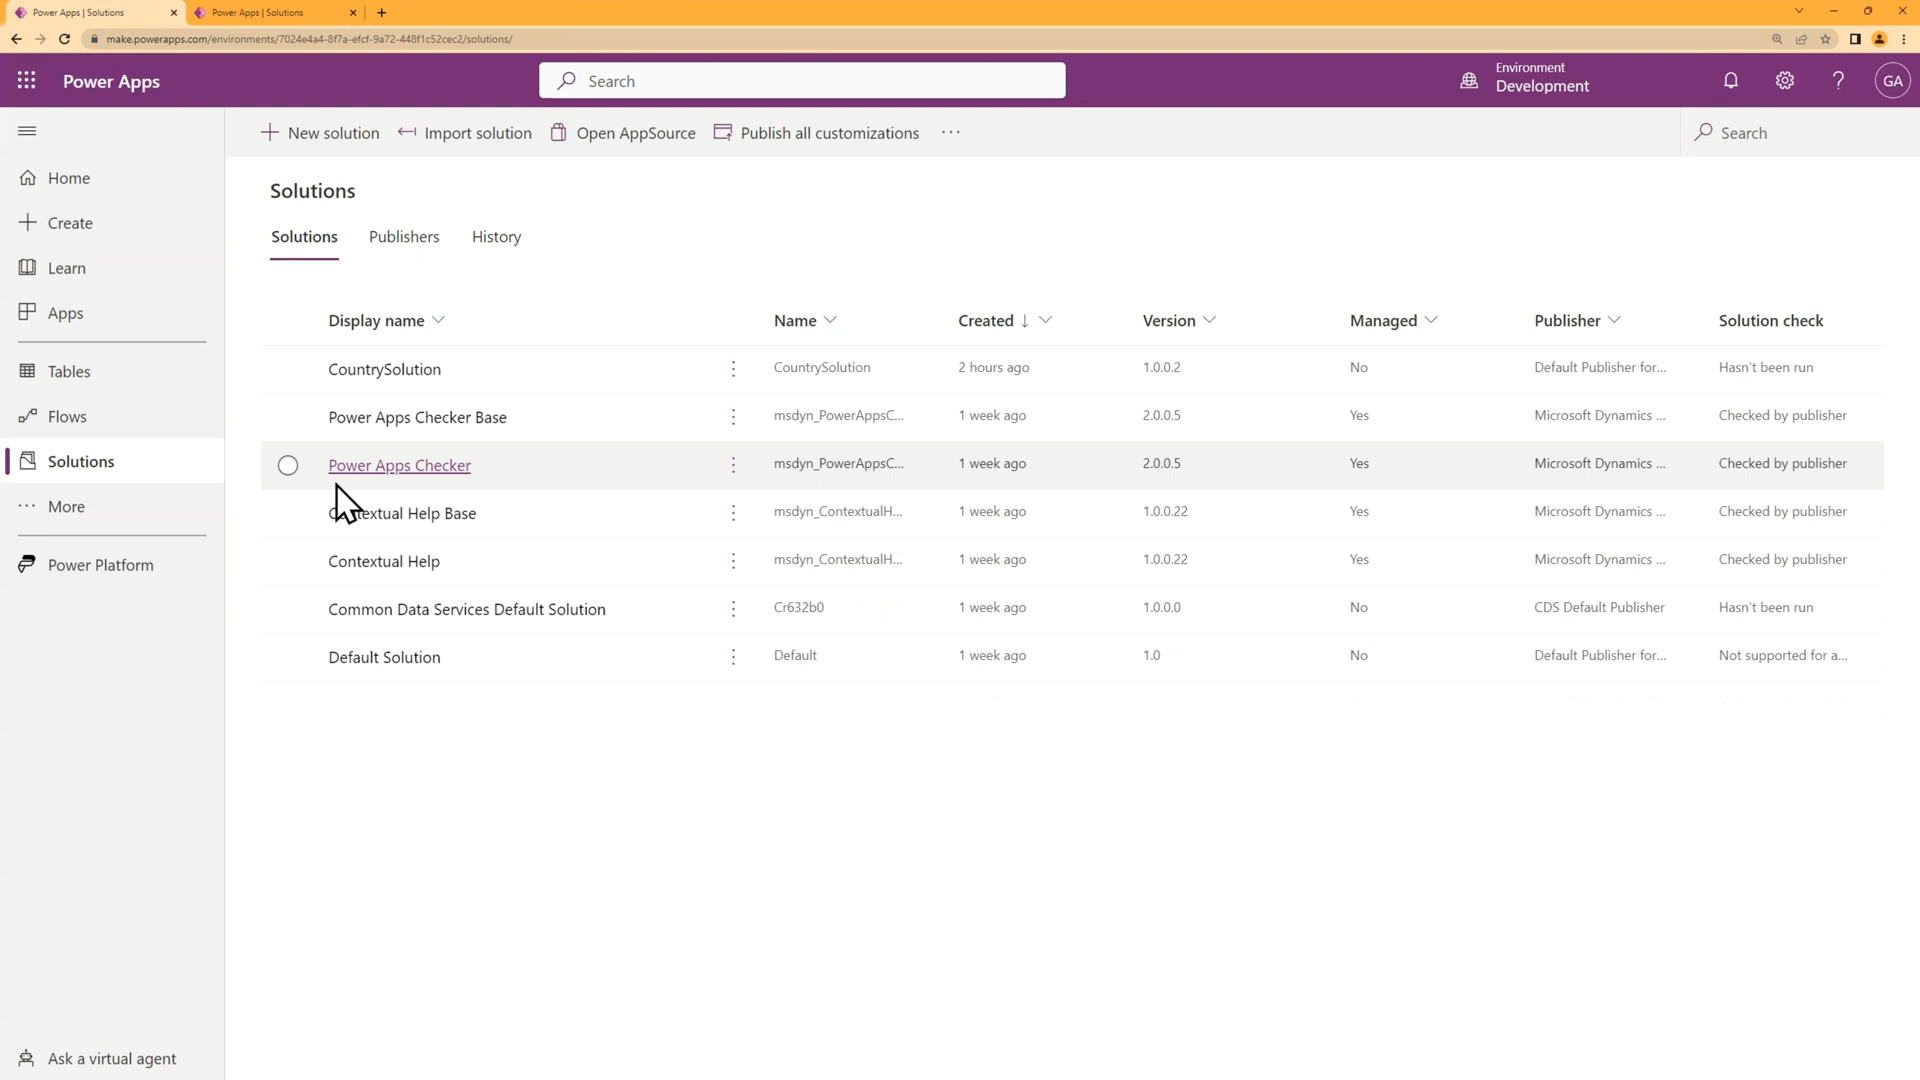 Power Apps | Solutions
Power Apps | Solutions
make.powerapps.com/environments/7024e4a4-8f7a-efcf-9a72-448f1c52cec2/solutions/
Power Apps
Search
Environment
Development
GA
New solution Import solution Open AppSource Publish all customizations ... Search
Home
Create
Learn
Apps
Tables
Flows
Solutions
More
Power Platform
Ask a virtual agent
Solutions
Solutions Publishers History
Display name Name Created Version Managed Publisher Solution check
CountrySolution CountrySolution 2 hours ago 1.0.0.2 No Default Publisher for... Hasn't been run
Power Apps Checker Base msdyn_PowerAppsC... 1 week ago 2.0.0.5 Yes Microsoft Dynamics ... Checked by publisher
Power Apps Checker msdyn_PowerAppsC... 1 week ago 2.0.0.5 Yes Microsoft Dynamics ... Checked by publisher
Contextual Help Base msdyn_ContextualH... 1 week ago 1.0.0.22 Yes Microsoft Dynamics ... Checked by publisher
Contextual Help msdyn_ContextualH... 1 week ago 1.0.0.22 Yes Microsoft Dynamics ... Checked by publisher
Common Data Services Default Solution Cr632b0 1 week ago 1.0.0.0 No CDS Default Publisher Hasn't been run
Default Solution Default 1 week ago 1.0 No Default Publisher for... Not supported for a...